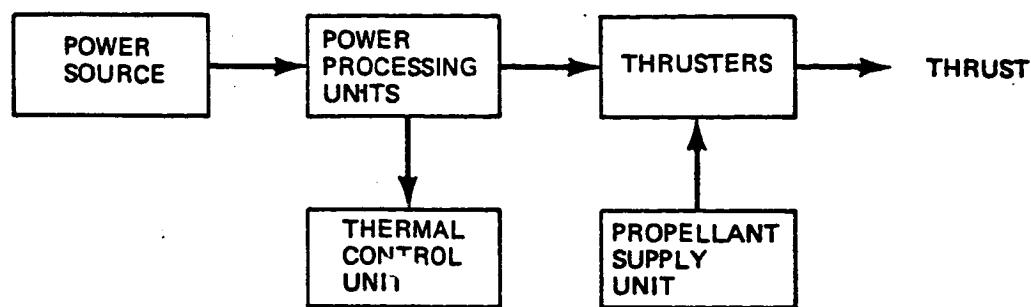 POWER
SOURCE
POWER
PROCESSING
UNITS
THRUSTERS
THRUST
THERMAL
CONTROL
UNIT
PROPELLANT
SUPPLY
UNIT